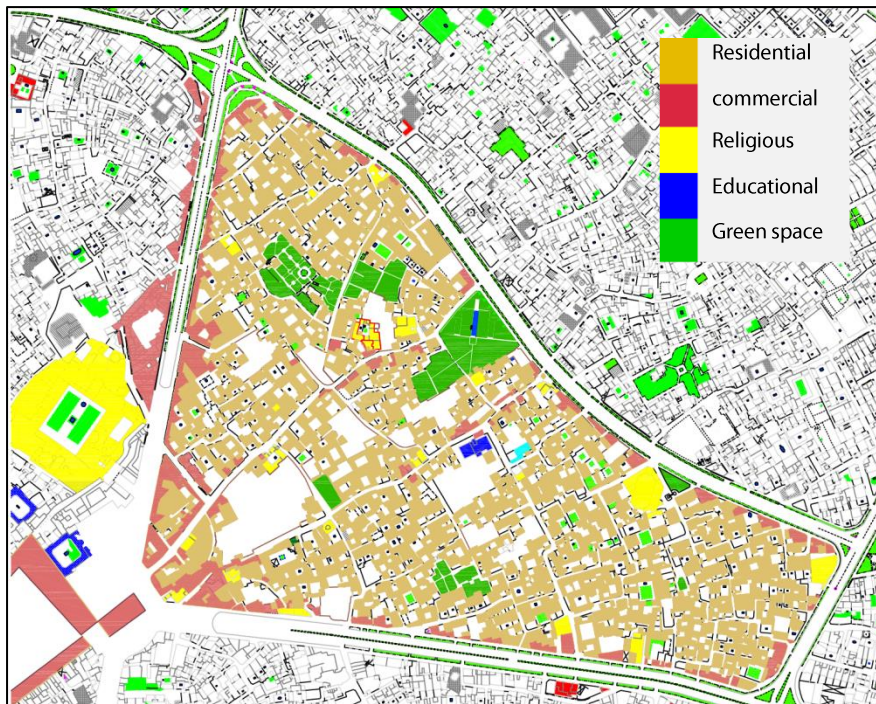 Residential
commercial
Religious
Educational
Green space